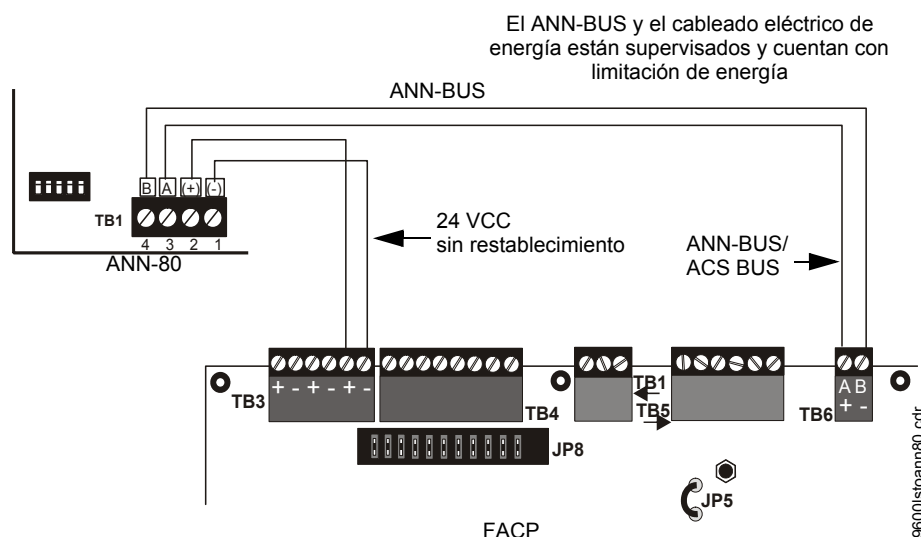 El ANN-BUS y el cableado eléctrico de
energía están supervisados y cuentan con
limitación de energía
ANN-BUS
B A (+) (-)
TB1
4 3 2 1
ANN-80
24 VCC
sin restablecimiento
ANN-BUS/
ACS BUS
+ - + - + -
TB3
TB4
TB1
TB5
A B
+ -
TB6
JP8
JP5
FACP
9600lstoann80.cdr